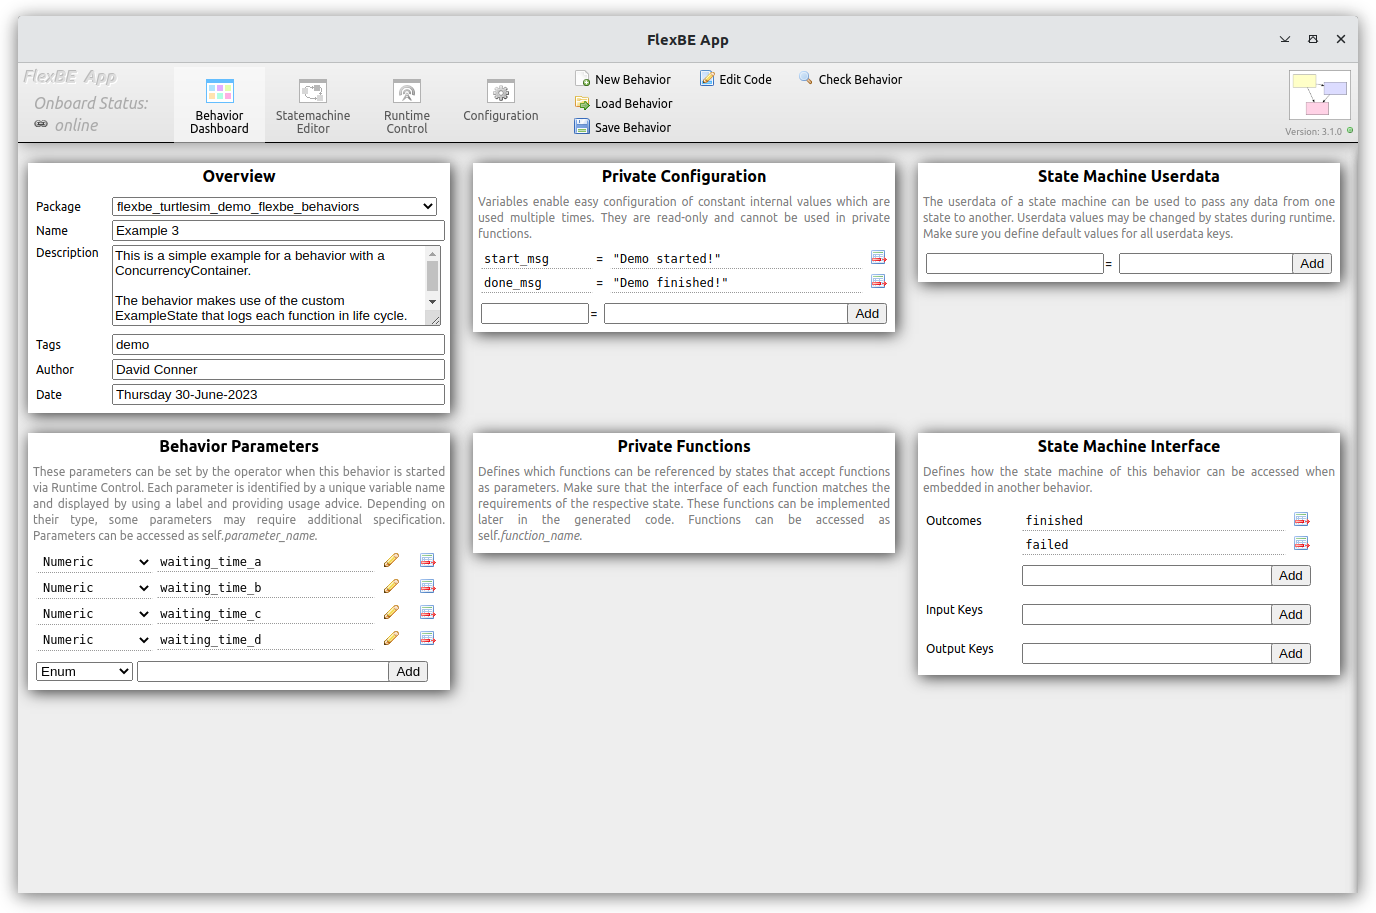 FlexBE App
FlexBE App
Onboard Status:
online
Behavior
Dashboard
Statemachine
Editor
Runtime
Control
Configuration
New Behavior
Load Behavior
Save Behavior
Edit Code
Check Behavior
Version: 3.1.0
Overview
Package
flexbe_turtlesim_demo_flexbe_behaviors
Name
Example 3
Description
This is a simple example for a behavior with a
ConcurrencyContainer.
The behavior makes use of the custom
ExampleState that logs each function in life cycle.
Tags
demo
Author
David Conner
Date
Thursday 30-June-2023
Private Configuration
Variables enable easy configuration of constant internal values which are
used multiple times. They are read-only and cannot be used in private
functions.
start_msg = "Demo started!"
done_msg = "Demo finished!"
= Add
State Machine Userdata
The userdata of a state machine can be used to pass any data from one
state to another. Userdata values may be changed by states during runtime.
Make sure you define default values for all userdata keys.
= Add
Behavior Parameters
These parameters can be set by the operator when this behavior is started
via Runtime Control. Each parameter is identified by a unique variable name
and displayed by using a label and providing usage advice. Depending on
their type, some parameters may require additional specification.
Parameters can be accessed as self.parameter_name.
Numeric waiting_time_a
Numeric waiting_time_b
Numeric waiting_time_c
Numeric waiting_time_d
Enum Add
Private Functions
Defines which functions can be referenced by states that accept functions
as parameters. Make sure that the interface of each function matches the
requirements of the respective state. These functions can be implemented
later in the generated code. Functions can be accessed as
self.function_name.
State Machine Interface
Defines how the state machine of this behavior can be accessed when
embedded in another behavior.
Outcomes
finished
failed
Add
Input Keys Add
Output Keys Add